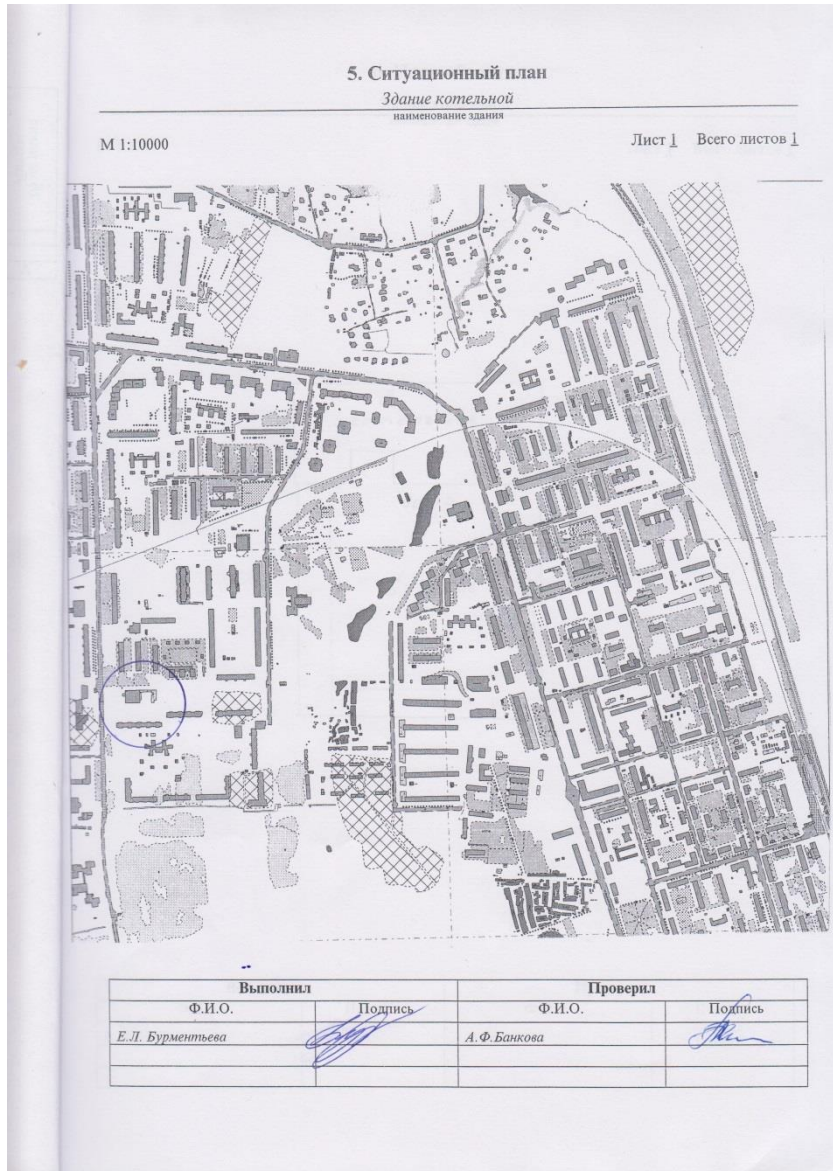 5. Ситуационный план
Здание котельной
наименование здания
М 1:10000
Лист 1 Всего листов 1
Выполнил Проверил
Ф.И.О. Подпись Ф.И.О. Подпись
Е.Л. Бурментьева А.Ф.Банкова